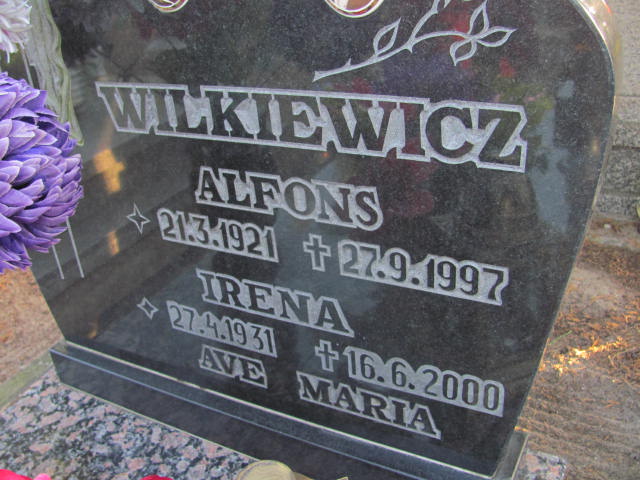 WILKIEWICZ
ALFONS
21.3.1921 27.9.1997
IRENA
27.4.1931 16.6.2000
AVE MARIA